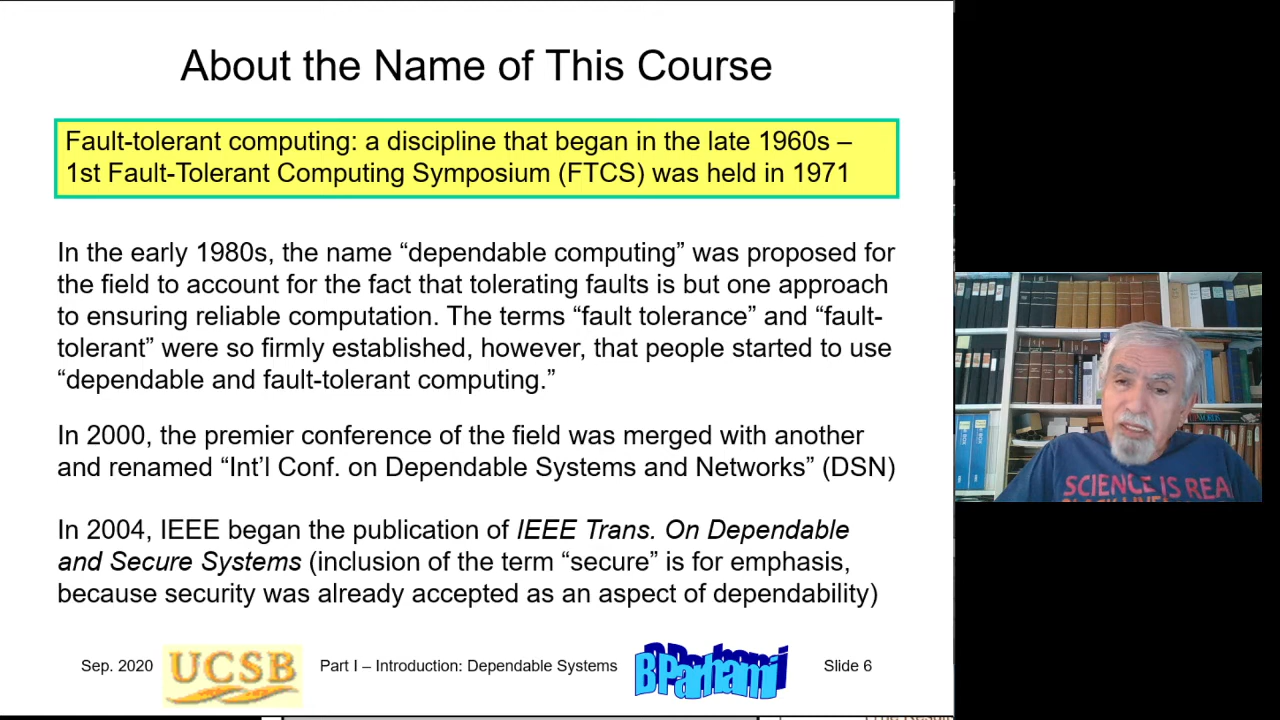 About the Name of This Course
Fault-tolerant computing: a discipline that began in the late 1960s –
1st Fault-Tolerant Computing Symposium (FTCS) was held in 1971
In the early 1980s, the name “dependable computing” was proposed for
the field to account for the fact that tolerating faults is but one approach
to ensuring reliable computation. The terms “fault tolerance” and “fault-
tolerant” were so firmly established, however, that people started to use
“dependable and fault-tolerant computing.”
In 2000, the premier conference of the field was merged with another
and renamed “Int’l Conf. on Dependable Systems and Networks” (DSN)
In 2004, IEEE began the publication of IEEE Trans. On Dependable
and Secure Systems (inclusion of the term “secure” is for emphasis,
because security was already accepted as an aspect of dependability)
SCIENCE IS REA
Sep. 2020
UCSB
Part I – Introduction: Dependable Systems
B Parhami
Slide 6